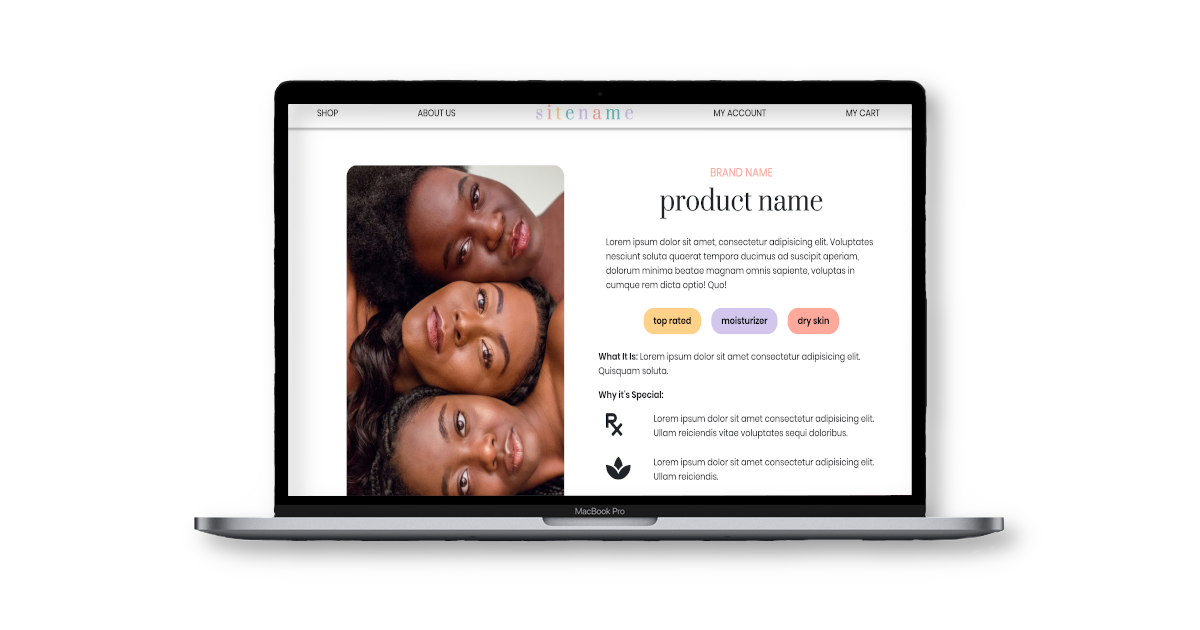 SHOP
ABOUT US
sitename
MY ACCOUNT
MY CART
BRAND NAME
product name
Lorem ipsum dolor sit amet, consectetur adipisicing elit. Voluptates
nesciunt soluta quaerat tempora ducimus ad suscipit aperiam,
dolorum minima beatae magnam omnis sapiente, voluptas in
cumque rem dicta optio! Quo!
top rated
moisturizer
dry skin
What It Is: Lorem ipsum dolor sit amet consectetur adipisicing elit.
Quisquam soluta.
Why it's Special:
Lorem ipsum dolor sit amet consectetur adipisicing elit.
Ullam reiciendis vitae voluptates sequi doloribus.
Lorem ipsum dolor sit amet consectetur adipisicing elit.
Ullam reiciendis.
MacBook Pro